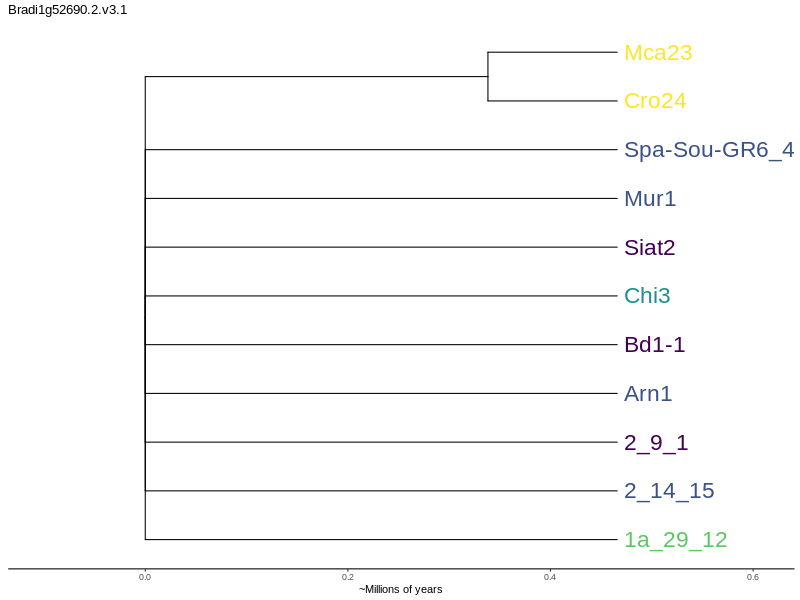 Bradi1g52690.2.v3.1
Mca23
Cro24
Spa-Sou-GR6_4
Mur1
Siat2
Chi3
Bd1-1
Arn1
2_9_1
2_14_15
1a_29_12
0.0 0.2 0.4 0.6
~Millions of years